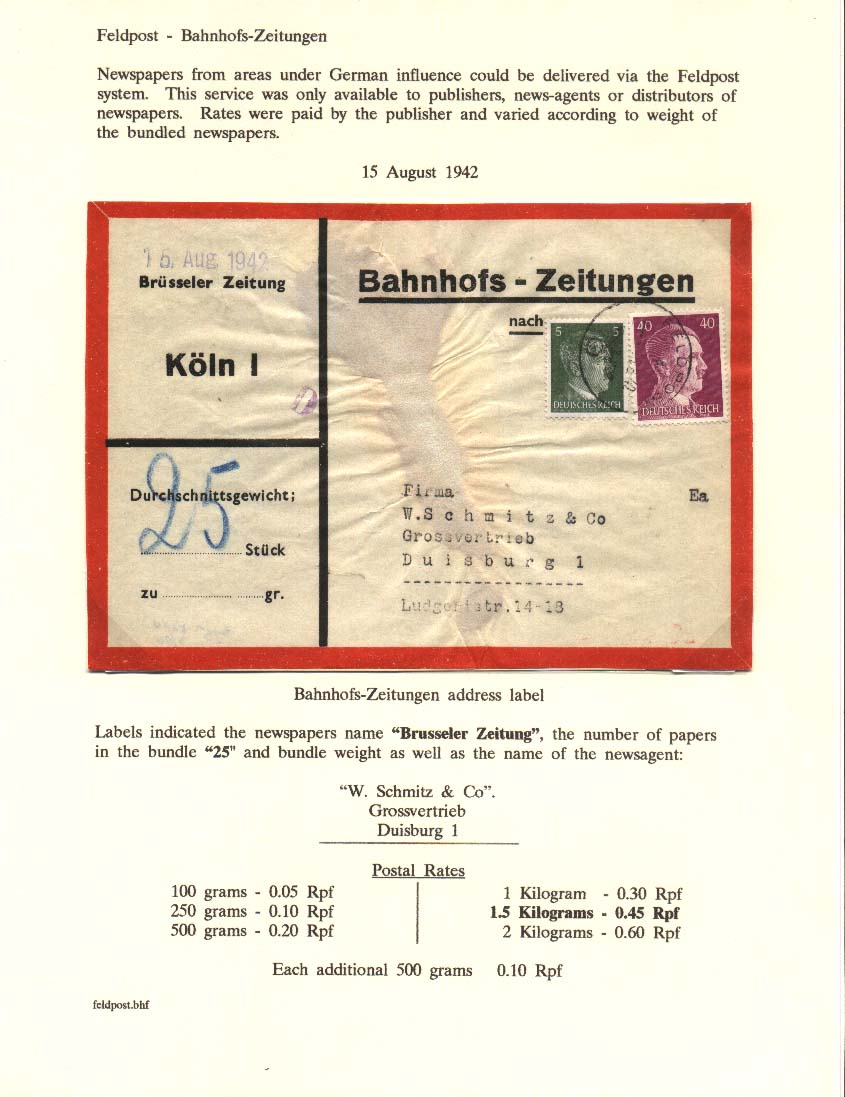 Feldpost - Bahnhofs-Zeitungen
Newspapers from areas under German influence could be delivered via the Feldpost
system. This service was only available to publishers, news-agents or distributors of
newspapers. Rates were paid by the publisher and varied according to weight of
the bundled newspapers.
15 August 1942
Aug 1942
Brüsseler Zeitung
Köln I
Bahnhofs - Zeitungen
nach
5 5
DEUTSCHES REICH
40 40
DEUTSCHES REICH
Durchschnittsgewicht;
25
Stück
zu gr.
Firma Ea
W.Schmitz & Co
Grossvertrieb
Duisburg 1
Ludgeristr.14-18
Bahnhofs-Zeitungen address label
Labels indicated the newspapers name “Brusseler Zeitung”, the number of papers
in the bundle “25" and bundle weight as well as the name of the newsagent:
“W. Schmitz & Co”.
Grossvertrieb
Duisburg 1
Postal Rates
100 grams - 0.05 Rpf
250 grams - 0.10 Rpf
500 grams - 0.20 Rpf
1 Kilogram - 0.30 Rpf
1.5 Kilograms - 0.45 Rpf
2 Kilograms - 0.60 Rpf
Each additional 500 grams 0.10 Rpf
feldpost.bhf